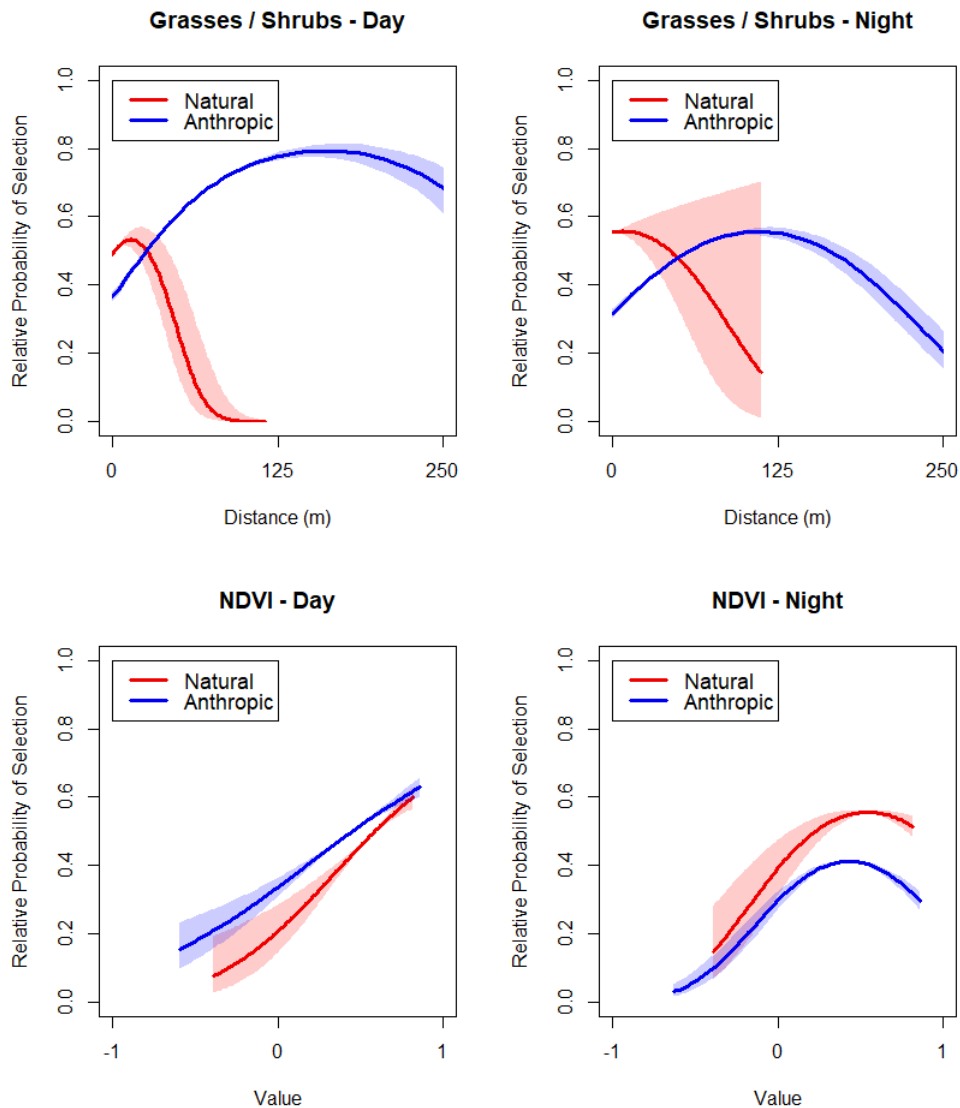 Grasses / Shrubs - Day
Relative Probability of Selection
1.0
0.8
0.6
0.4
0.2
0.0
Natural
Anthropic
0
125
250
Distance (m)
Grasses / Shrubs - Night
Relative Probability of Selection
1.0
0.8
0.6
0.4
0.2
0.0
Natural
Anthropic
0
125
250
Distance (m)
NDVI - Day
Relative Probability of Selection
1.0
0.8
0.6
0.4
0.2
0.0
Natural
Anthropic
-1
0
1
Value
NDVI - Night
Relative Probability of Selection
1.0
0.8
0.6
0.4
0.2
0.0
Natural
Anthropic
-1
0
1
Value